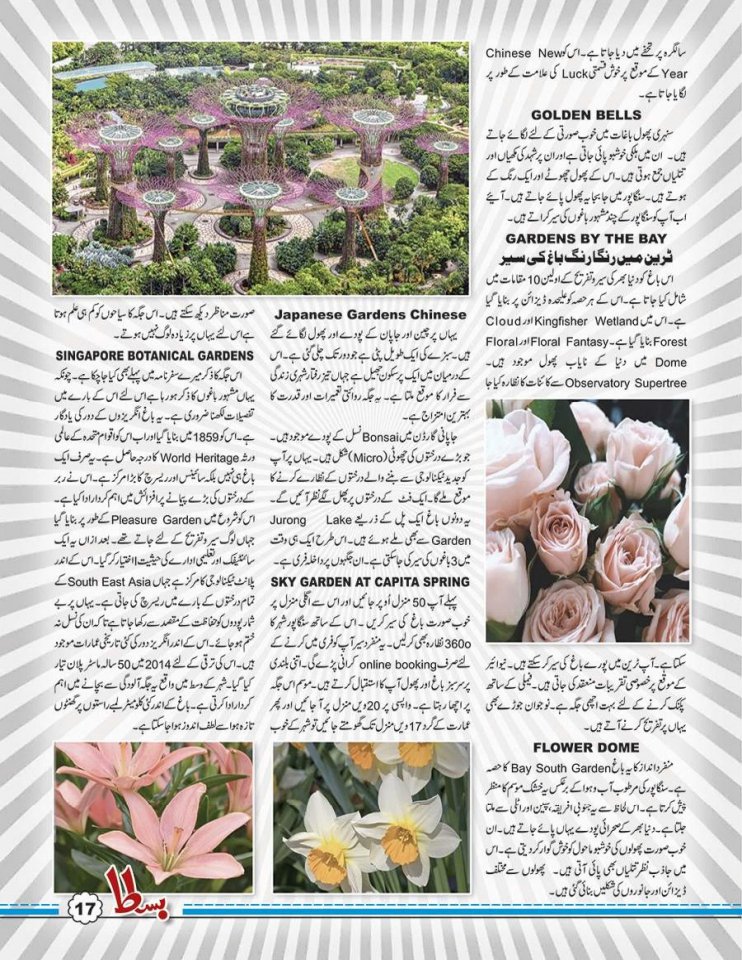 سالگرہ پر تحفے میں دیا جاتا ہے۔ اس کو Chinese New
Year کے موقع پر خوش قسمتی Luck کی علامت کے طور پر
لگایا جاتا ہے۔
GOLDEN BELLS
سنہری پھول باغات میں خوب صورتی کے لئے لگائے جاتے
ہیں۔ ان میں ہلکی خوشبو پائی جاتی ہے اور ان پر شہد کی مکھیاں اور
تتلیاں جمع ہوتی ہیں۔ اس کے پھول چھوٹے اور ایک رنگ کے
ہوتے ہیں۔ سنگاپور میں جا بجا یہ پھول پائے جاتے ہیں۔ آیئے
اب آپ کو سنگاپور کے چند مشہور باغوں کی سیر کراتے ہیں۔
GARDENS BY THE BAY
ٹرین میں رنگا رنگ باغ کی سیر
اس باغ کو دنیا بھر کی سیر و تفریح کے اولین 10 مقامات میں
شامل کیا جاتا ہے۔ اس کے ہر حصہ کو علیحدہ ڈیزائن پر بنایا گیا
ہے۔ اس میں Kingfisher Wetland اور Cloud
Forest بنایا گیا ہے۔ Floral Fantasy اور Floral
Dome میں دنیا کے نایاب پھول موجود ہیں۔
Observatory Supertree سے کائنات کا نظارہ کیا جا
سکتا ہے۔ آپ ٹرین میں پورے باغ کی سیر کر سکتے ہیں۔ نیو ائیر
کے موقع پر خصوصی تقریبات منعقد کی جاتی ہیں۔ فیملی کے ساتھ
پکنک کرنے کے لئے بہت اچھی جگہ ہے۔ نوجوان جوڑے بھی
یہاں پر تفریح کرنے آتے ہیں۔
FLOWER DOME
منفرد انداز کا یہ باغ Bay South Garden کا حصہ
ہے۔ سنگاپور کی مرطوب آب و ہوا کے برعکس یہ خشک موسم کا منظر
پیش کرتا ہے۔ اس لحاظ سے یہ جنوبی افریقہ، سپین اور اٹلی سے ملتا
جلتا ہے۔ دنیا بھر کے صحرائی پودے یہاں پائے جاتے ہیں۔ ان
خوب صورت پھولوں کی خوشبو ماحول کو خوش گوار کر دیتی ہے۔ اس
میں جاذب نظر تتلیاں بھی پائی آتی ہیں۔ پھولوں سے مختلف
ڈیزائن اور جانوروں کی شکلیں بنائی گئی ہیں۔
Japanese Gardens Chinese
یہاں پر چین اور جاپان کے پودے اور پھول لگائے گئے
ہیں۔ سبزے کی ایک طویل پٹی ہے جو دور تک چلی گئی ہے۔ اس
کے درمیان میں ایک پرسکون جھیل ہے جہاں تیز رفتار شہری زندگی
سے فرار کا موقع ملتا ہے۔ یہ جگہ روایتی تعمیرات اور قدرت کا
بہترین امتزاج ہے۔
جاپانی گارڈن میں Bonsai نسل کے پودے موجود ہیں۔
جو بڑے درختوں کی چھوٹی (Micro) شکل ہیں۔ یہاں پر آپ
کو جدید ٹیکنالوجی سے بننے والے درختوں کے نظارے کرنے کا
موقع ملے گا۔ ایک فٹ کے درختوں پر پھل لگے نظر آئیں گے۔
یہ دونوں باغ ایک پل کے ذریعے Jurong Lake
Garden سے بھی ملے ہوئے ہیں۔ اس طرح ایک ہی وقت
میں 3 باغوں کی سیر کی جا سکتی ہے۔ ان جگہوں پر داخلہ فری ہے۔
SKY GARDEN AT CAPITA SPRING
پہلے آپ 50 منزل اُوپر جائیں اور اس سے اگلی منزل پر
خوب صورت باغ کی سیر کریں۔ اس کے ساتھ سنگاپور شہر کا
360o نظارہ بھی کرلیں۔ یہ منفرد سیر آپ کو فری میں کرنے کے
لئے صرف online booking کرانی پڑے گی۔ اتنی بلندی
پر سرسبز باغ اور پھول آپ کا استقبال کرتے ہیں۔ موسم اس جگہ
پر اچھا رہتا ہے۔ واپسی پر 20ویں منزل پر آ جائیں اور پھر
عمارت کے گرد 17ویں منزل تک گھومتے جائیں تو شہر کے خوب
صورت مناظر دیکھ سکتے ہیں۔ اس جگہ کا سیاحوں کو کم ہی علم ہوتا
ہے اس لئے یہاں پر زیادہ لوگ نہیں ہوتے۔
SINGAPORE BOTANICAL GARDENS
اس جگہ کا ذکر میرے سفر نامہ میں پہلے بھی کیا جا چکا ہے۔ چونکہ
یہاں مشہور باغوں کا ذکر ہو رہا ہے اس لئے اس کے بارے میں
تفصیلات لکھنا ضروری ہے۔ یہ باغ انگریزوں کے دور کی یادگار
ہے۔ اس کو 1859 میں بنایا گیا اور اب اس کو اقوام متحدہ کے عالمی
ورثہ World Heritage کا درجہ حاصل ہے۔ یہ صرف ایک
باغ ہی نہیں بلکہ سائینس اور ریسرچ کا بڑا مرکز ہے۔ اس نے ربر
کے درختوں کی بڑے پیمانے پر افزائش میں اہم کردار ادا کیا ہے۔
اس کو شروع میں Pleasure Garden کے طور پر بنایا گیا
جہاں لوگ سیر و تفریح کے لئے جاتے تھے۔ بعد ازاں یہ ایک
سائنٹیفک اور تعلیمی ادارے کی حیثیت اختیار کر گیا۔ اس کے اندر
پلانٹ ٹیکنالوجی کا مرکز ہے جہاں South East Asia کے
تمام درختوں کے بارے میں ریسرچ کی جاتی ہے۔ یہاں پر بے
شمار پودوں کو حفاظت کے مقصد سے رکھا جاتا ہے تا کہ ان کی نسل نہ
ختم ہو جائے۔ اس کے اندر انگریز دور کی کئی تاریخی عمارات موجود
ہیں۔ اس کی ترقی کے لئے 2014 میں 50 سالہ ماسٹر پلان تیار
کیا گیا۔ شہر کے وسط میں واقع یہ جگہ آلودگی سے بچانے میں اہم
کردار ادا کرتی ہے۔ باغ کے اندر کئی کلومیٹر لمبے راستوں پر گھنٹوں
تازہ ہوا سے لطف اندوز ہوا جا سکتا ہے۔
17